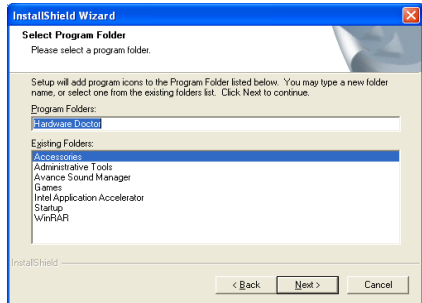 InstallShield Wizard
Select Program Folder
Please select a program folder.
Setup will add program icons to the Program Folder listed below. You may type a new folder
name, or select one from the existing folders list. Click Next to continue.
Program Folders:
Hardware Doctor
Existing Folders:
Accessories
Administrative Tools
Avance Sound Manager
Games
Intel Application Accelerator
Startup
WinRAR
InstallShield
< Back Next > Cancel